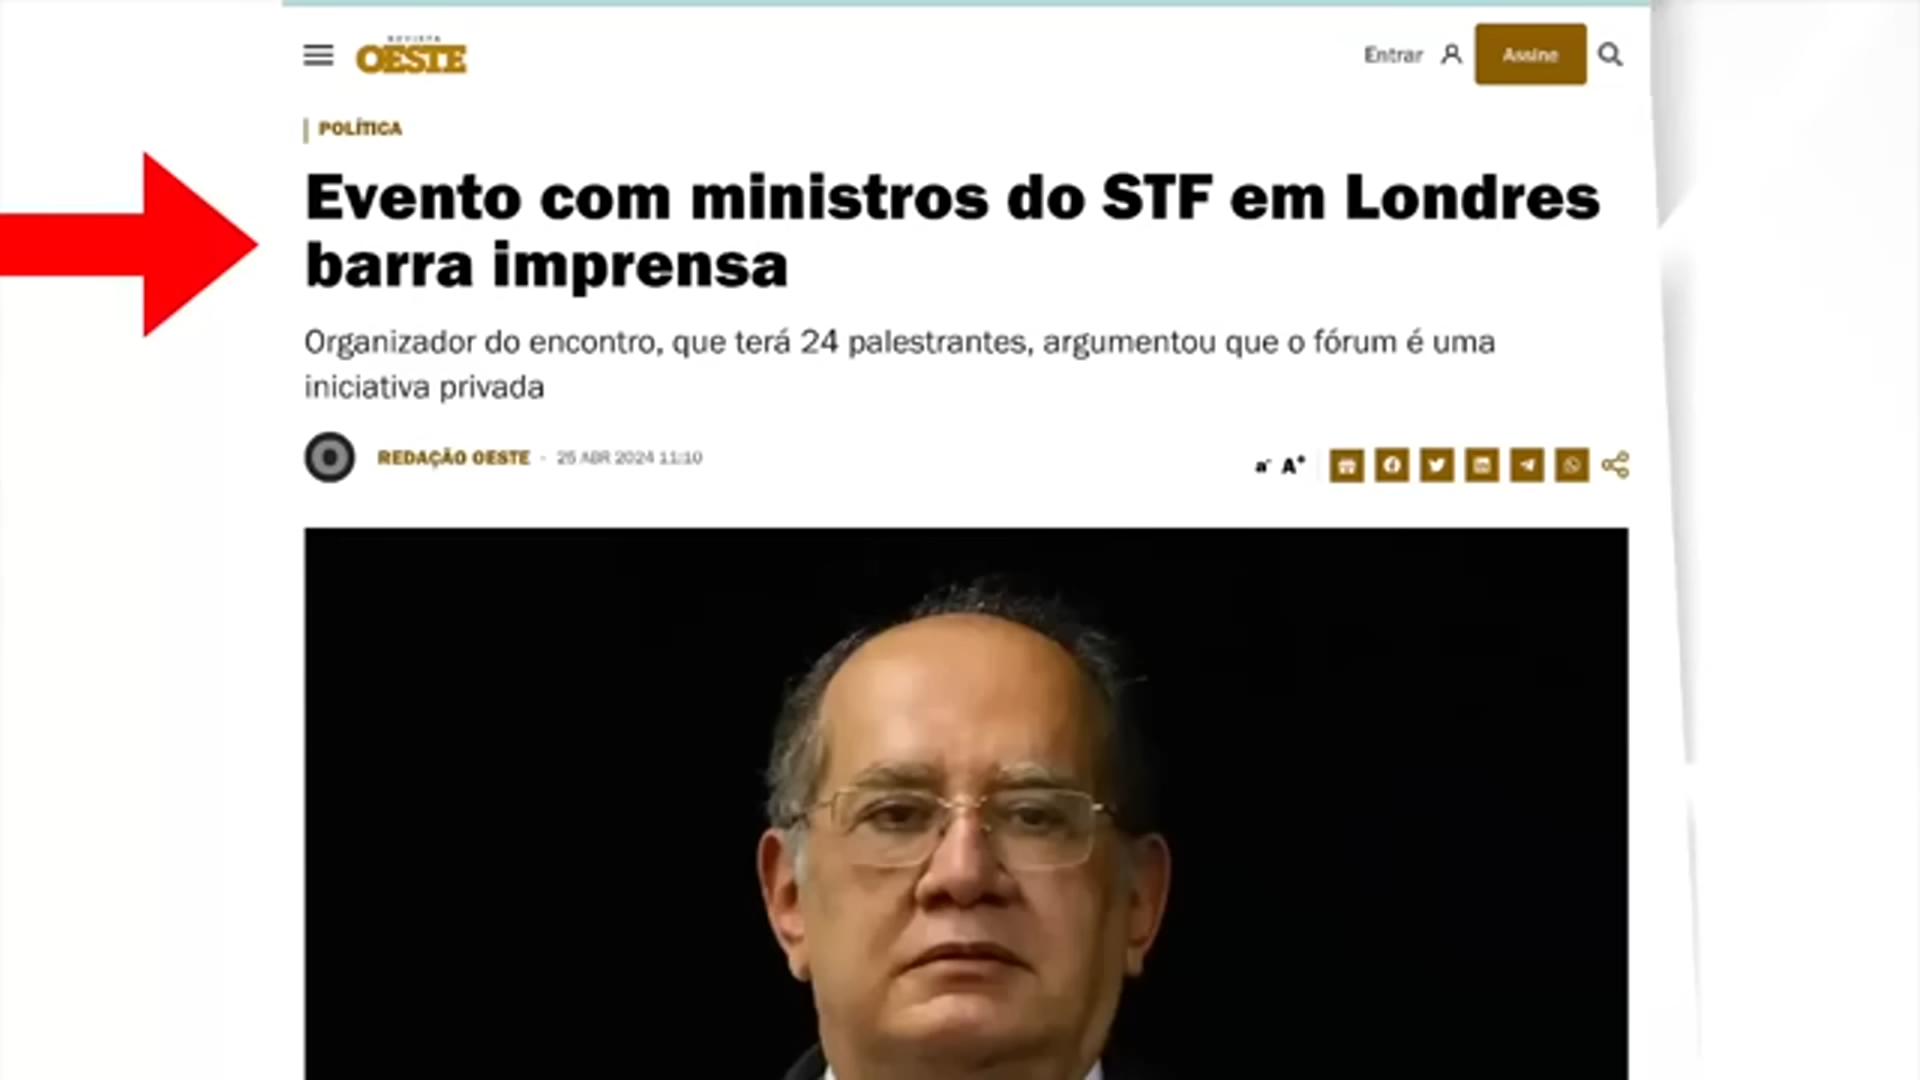 REVISTA
OESTE
Entrar
Assine
POLÍTICA
Evento com ministros do STF em Londres
barra imprensa
Organizador do encontro, que terá 24 palestrantes, argumentou que o fórum é uma
iniciativa privada
REDAÇÃO OESTE - 25 ABR 2024 11:10
a- A+